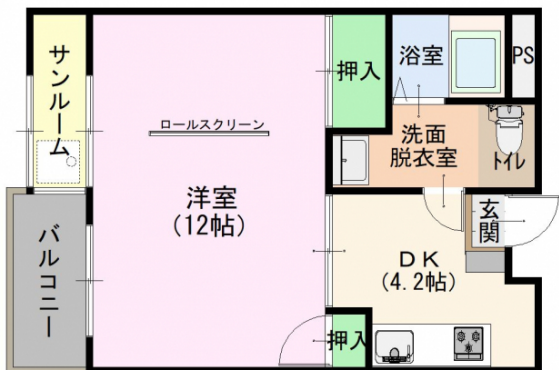 サンルーム
ロールスクリーン
押入
浴室
PS
洗面
脱衣室
トイレ
洋室
(12帖)
玄関
バルコニー
DK
(4.2帖)
押入